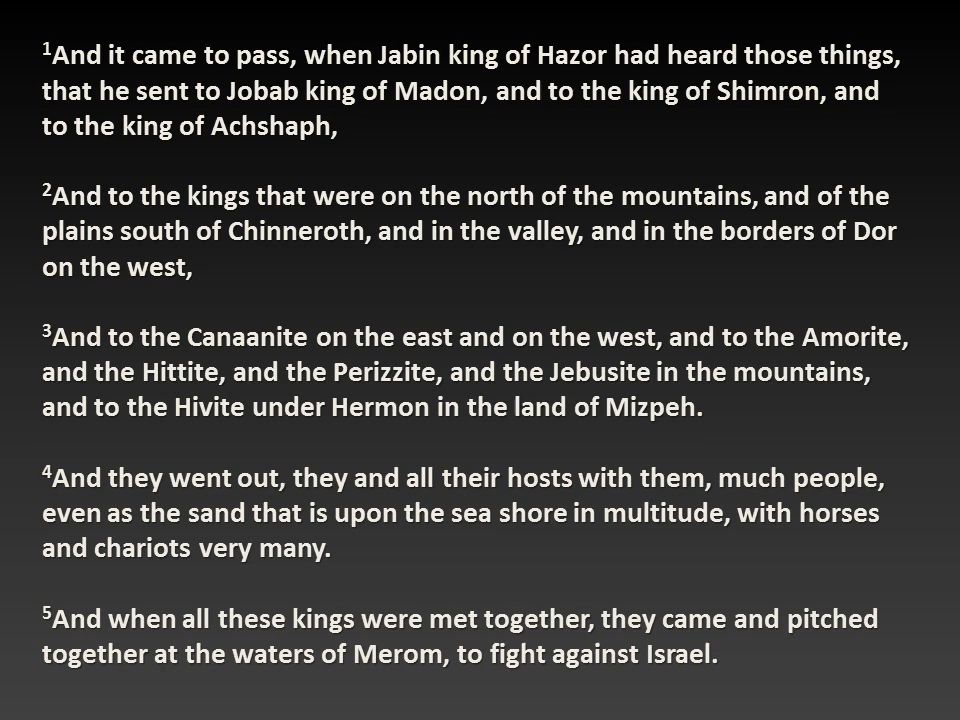 ¹And it came to pass, when Jabin king of Hazor had heard those things,
that he sent to Jobab king of Madon, and to the king of Shimron, and
to the king of Achshaph,
²And to the kings that were on the north of the mountains, and of the
plains south of Chinneroth, and in the valley, and in the borders of Dor
on the west,
³And to the Canaanite on the east and on the west, and to the Amorite,
and the Hittite, and the Perizzite, and the Jebusite in the mountains,
and to the Hivite under Hermon in the land of Mizpeh.
⁴And they went out, they and all their hosts with them, much people,
even as the sand that is upon the sea shore in multitude, with horses
and chariots very many.
⁵And when all these kings were met together, they came and pitched
together at the waters of Merom, to fight against Israel.